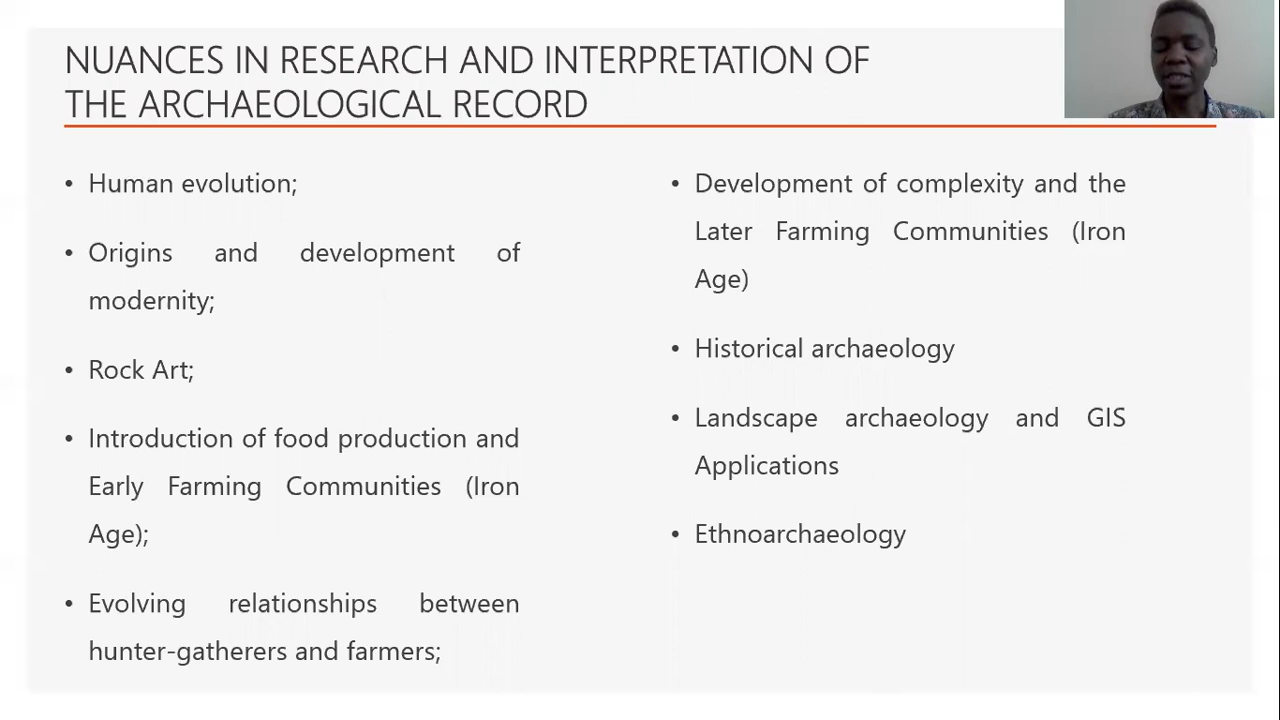 NUANCES IN RESEARCH AND INTERPRETATION OF
THE ARCHAEOLOGICAL RECORD
• Human evolution;
• Origins and development of
modernity;
• Rock Art;
• Introduction of food production and
Early Farming Communities (Iron
Age);
• Evolving relationships between
hunter-gatherers and farmers;
• Development of complexity and the
Later Farming Communities (Iron
Age)
• Historical archaeology
• Landscape archaeology and GIS
Applications
• Ethnoarchaeology